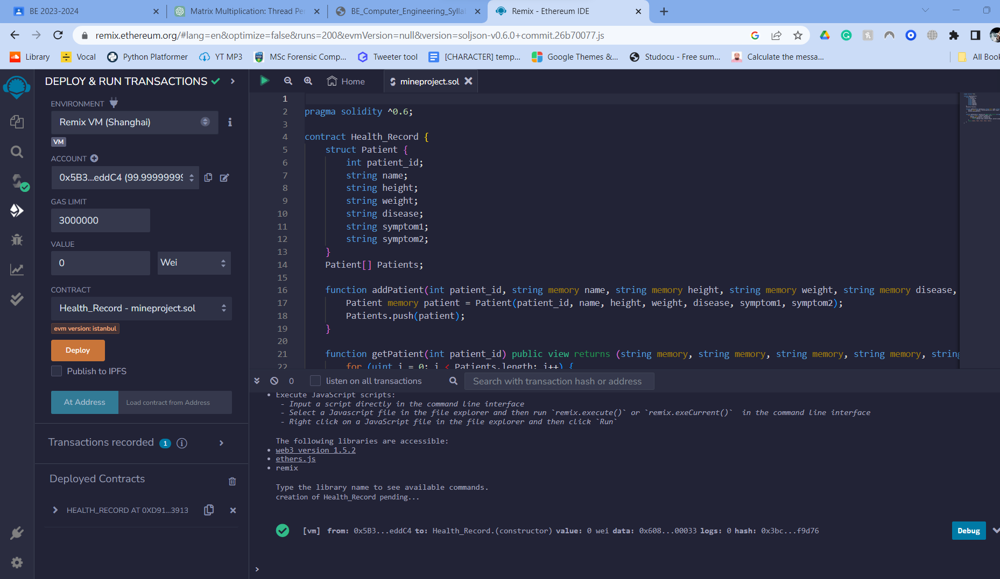 BE 2023-2024
Matrix Multiplication: Thread Pe
BE_Computer_Engineering_Sylla
Remix - Ethereum IDE
remix.ethereum.org/#lang=en&optimize=false&runs=200&evmVersion=null&version=soljson-v0.6.0+commit.26b70077.js
Library
Vocal
Python Platformer
YT MP3
MSc Forensic Comp...
Tweeter tool
[CHARACTER] temp...
Google Themes &...
Studocu - Free sum...
Calculate the messa...
All Book
DEPLOY & RUN TRANSACTIONS
ENVIRONMENT
Remix VM (Shanghai)
VM
ACCOUNT
0x5B3...eddC4 (99.99999999
GAS LIMIT
3000000
VALUE
0
Wei
CONTRACT
Health_Record - mineproject.sol
evm version: istanbul
Deploy
Publish to IPFS
At Address
Load contract from Address
Transactions recorded 1
Deployed Contracts
HEALTH_RECORD AT 0XD91...3913
Home
mineproject.sol
1
2 pragma solidity ^0.6;
3
4 contract Health_Record {
5 struct Patient {
6 int patient_id;
7 string name;
8 string height;
9 string weight;
10 string disease;
11 string symptom1;
12 string symptom2;
13 }
14 Patient[] Patients;
15
16 function addPatient(int patient_id, string memory name, string memory height, string memory weight, string memory disease,
17 Patient memory patient = Patient(patient_id, name, height, weight, disease, symptom1, symptom2);
18 Patients.push(patient);
19 }
20
21 function getPatient(int patient_id) public view returns (string memory, string memory, string memory, string memory, string
22 for (uint i = 0; i < Patients.length; i++) {
0
listen on all transactions
Search with transaction hash or address
• Execute JavaScript scripts:
- Input a script directly in the command line interface
- Select a Javascript file in the file explorer and then run `remix.execute()` or `remix.exeCurrent()` in the command line interface
- Right click on a JavaScript file in the file explorer and then click `Run`
The following libraries are accessible:
• web3 version 1.5.2
• ethers.js
• remix
Type the library name to see available commands.
creation of Health_Record pending...
[vm] from: 0x5B3...eddC4 to: Health_Record.(constructor) value: 0 wei data: 0x608...00033 logs: 0 hash: 0x3bc...f9d76
Debug
>